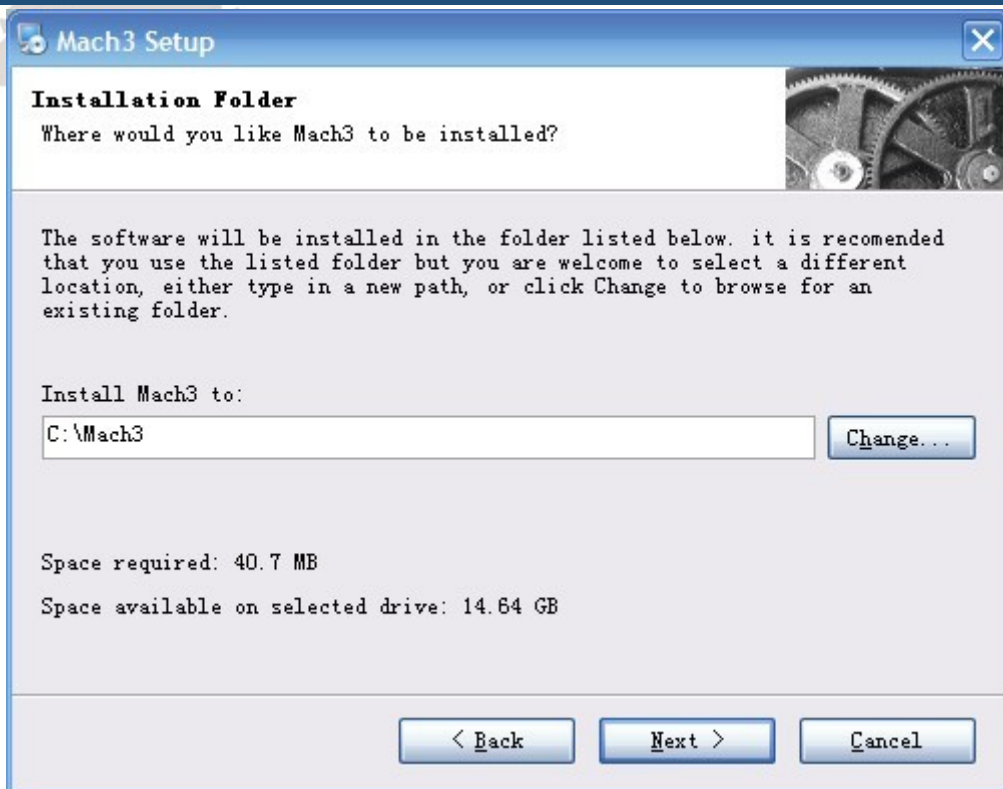 Mach3 Setup
Installation Folder
Where would you like Mach3 to be installed?
The software will be installed in the folder listed below. it is recomended
that you use the listed folder but you are welcome to select a different
location, either type in a new path, or click Change to browse for an
existing folder.
Install Mach3 to:
C:\Mach3
Change...
Space required: 40.7 MB
Space available on selected drive: 14.64 GB
< Back
Next >
Cancel